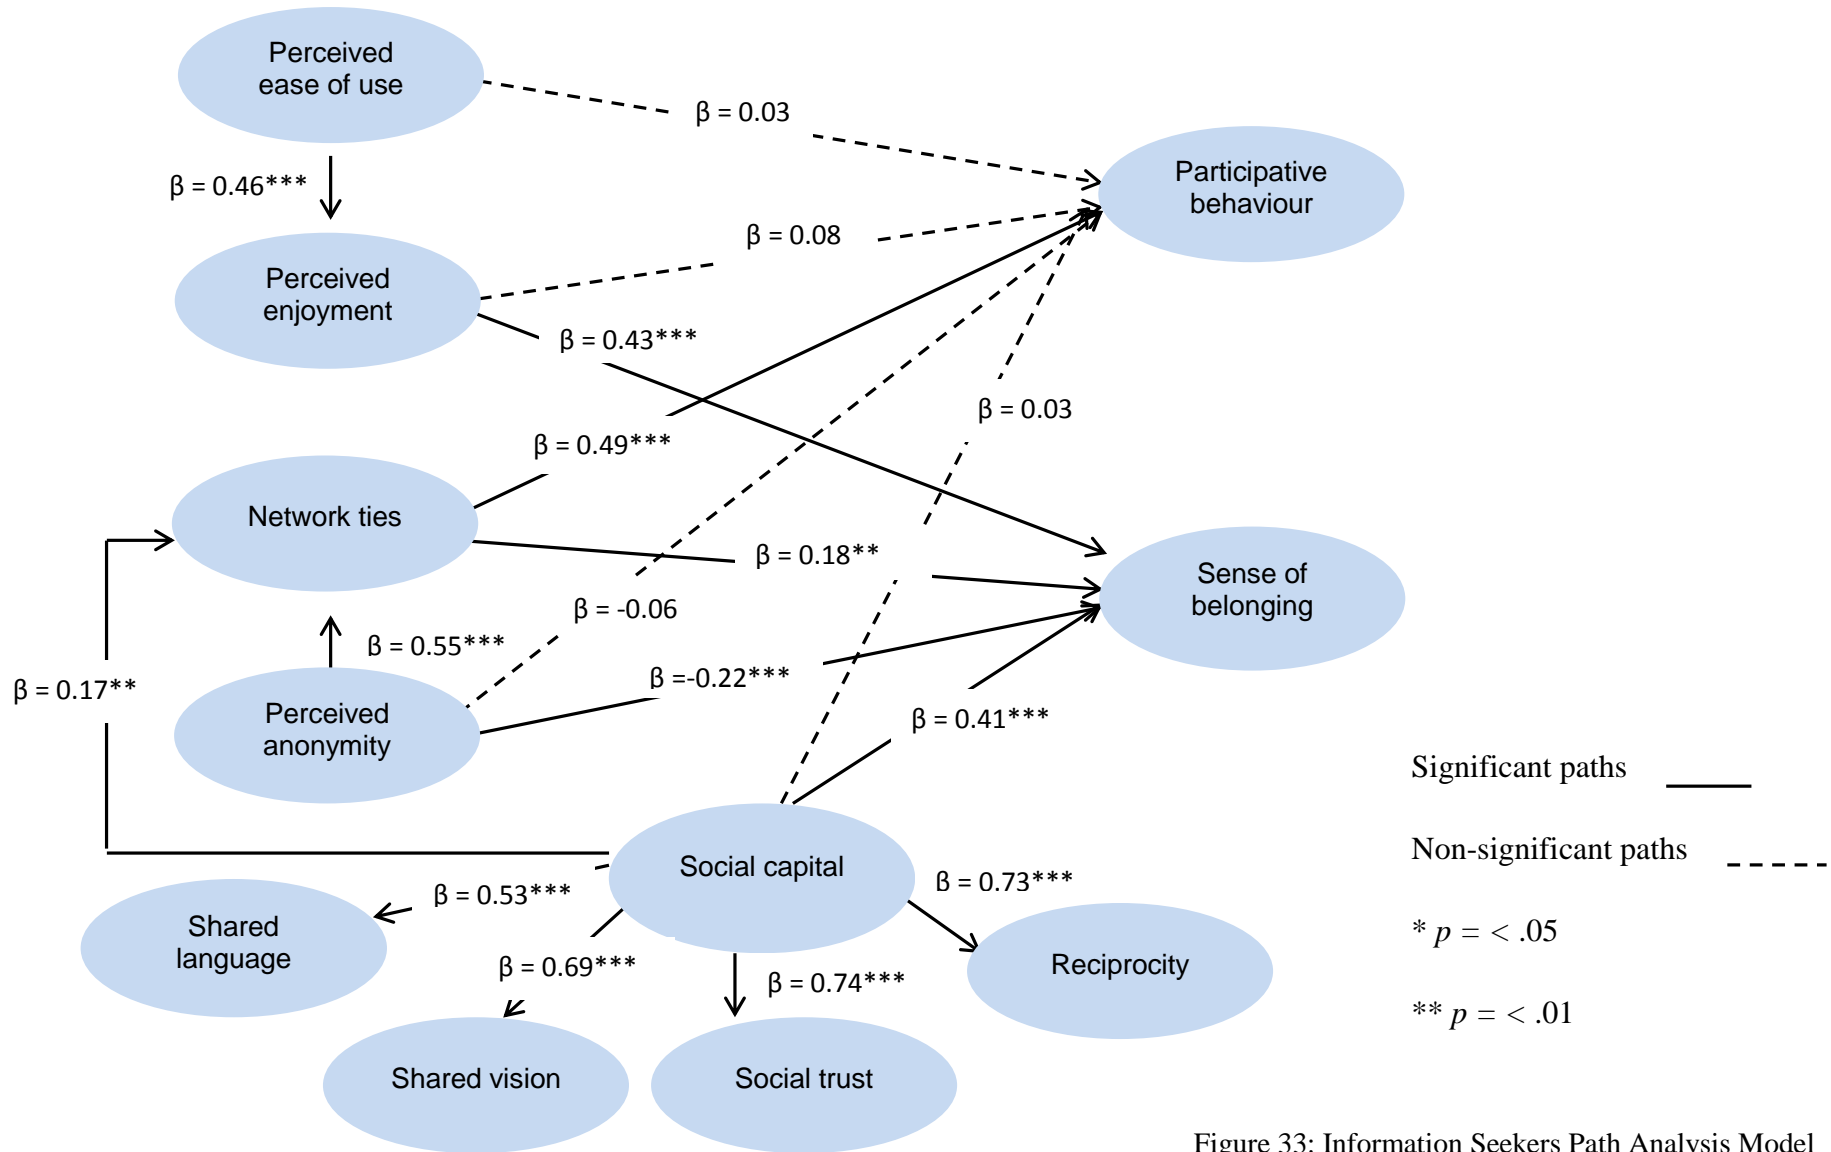 Perceived
ease of use
β = 0.03
Participative
behaviour
β = 0.46***
β = 0.08
Perceived
enjoyment
β = 0.43***
β = 0.03
β = 0.49***
Network ties
β = 0.18**
Sense of
belonging
β = -0.06
β = 0.55***
β =-0.22***
β = 0.17**
Perceived
anonymity
β = 0.41***
Significant paths
Non-significant paths
Social capital
β = 0.53***
β = 0.73***
Shared
language
* p = < .05
β = 0.69***
β = 0.74***
Reciprocity
** p = < .01
Shared vision
Social trust
Figure 33: Information Seekers Path Analysis Model